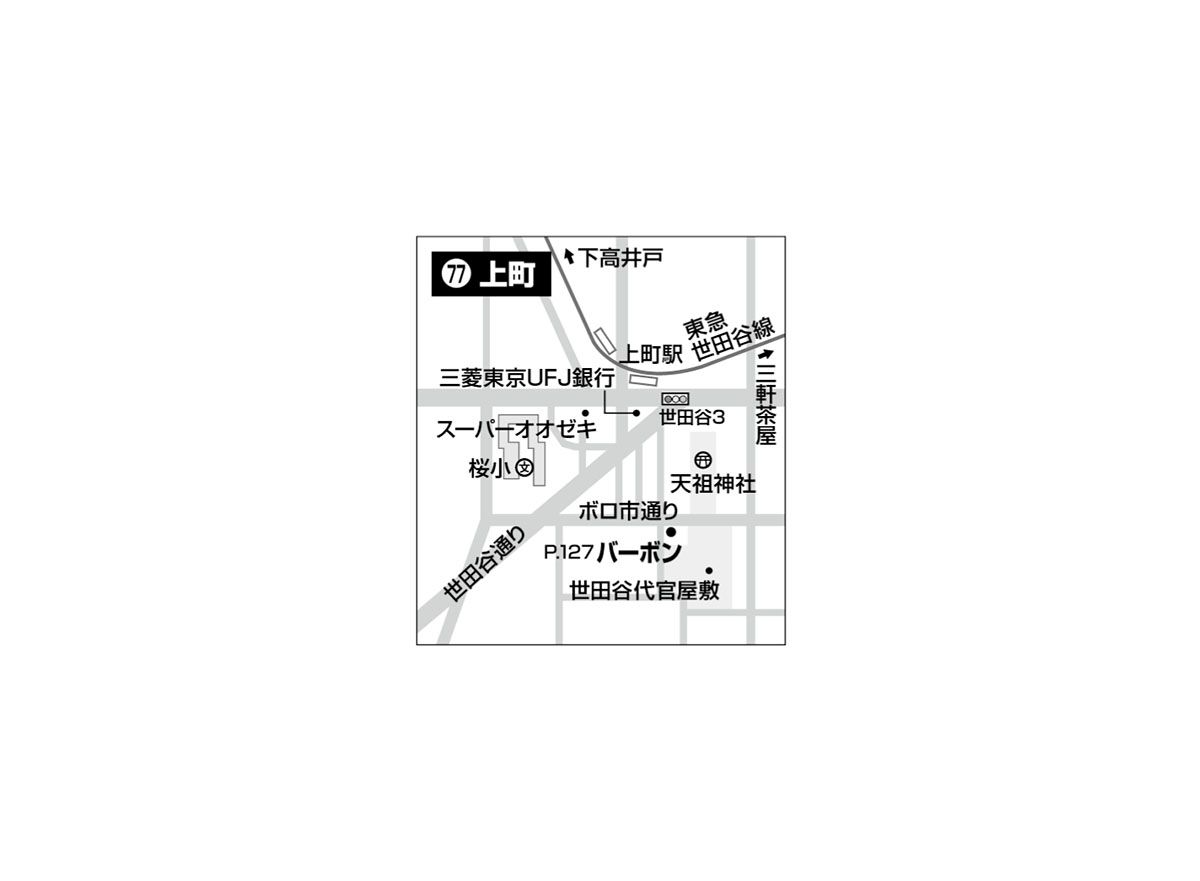 77 上町
下高井戸
東急
世田谷線
上町駅
三軒茶屋
三菱東京UFJ銀行
世田谷3
スーパーオオゼキ
桜小 文
天祖神社
ボロ市通り
世田谷通り
P.127 バーボン
世田谷代官屋敷